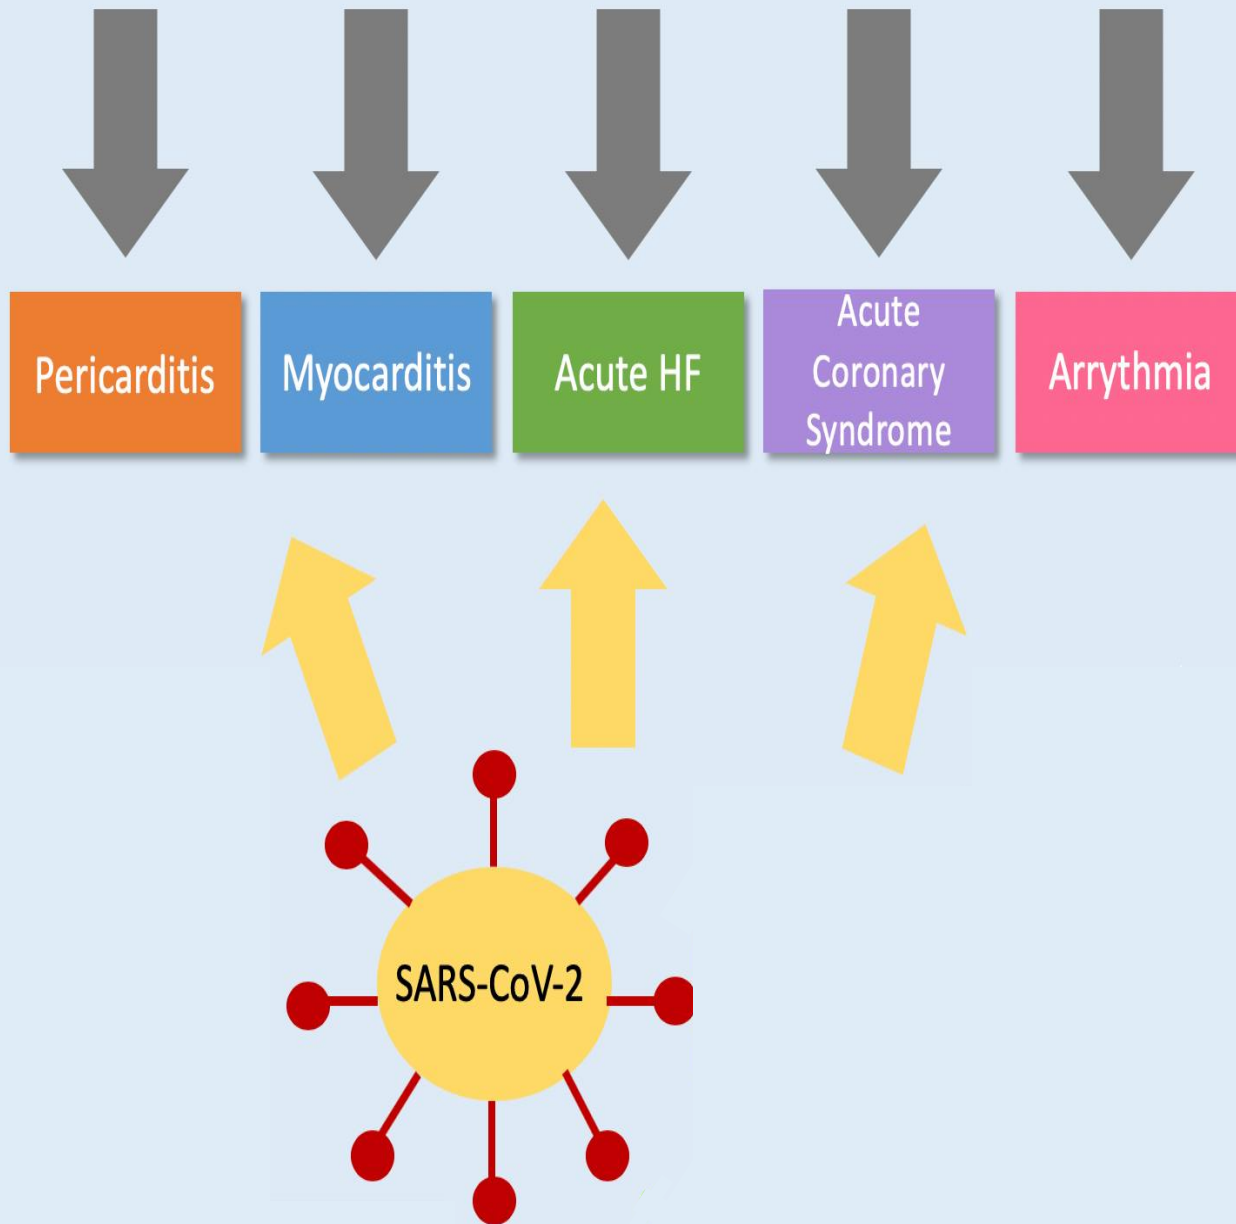 Pericarditis
Myocarditis
Acute HF
Acute
Coronary
Syndrome
Arrythmia
SARS-CoV-2